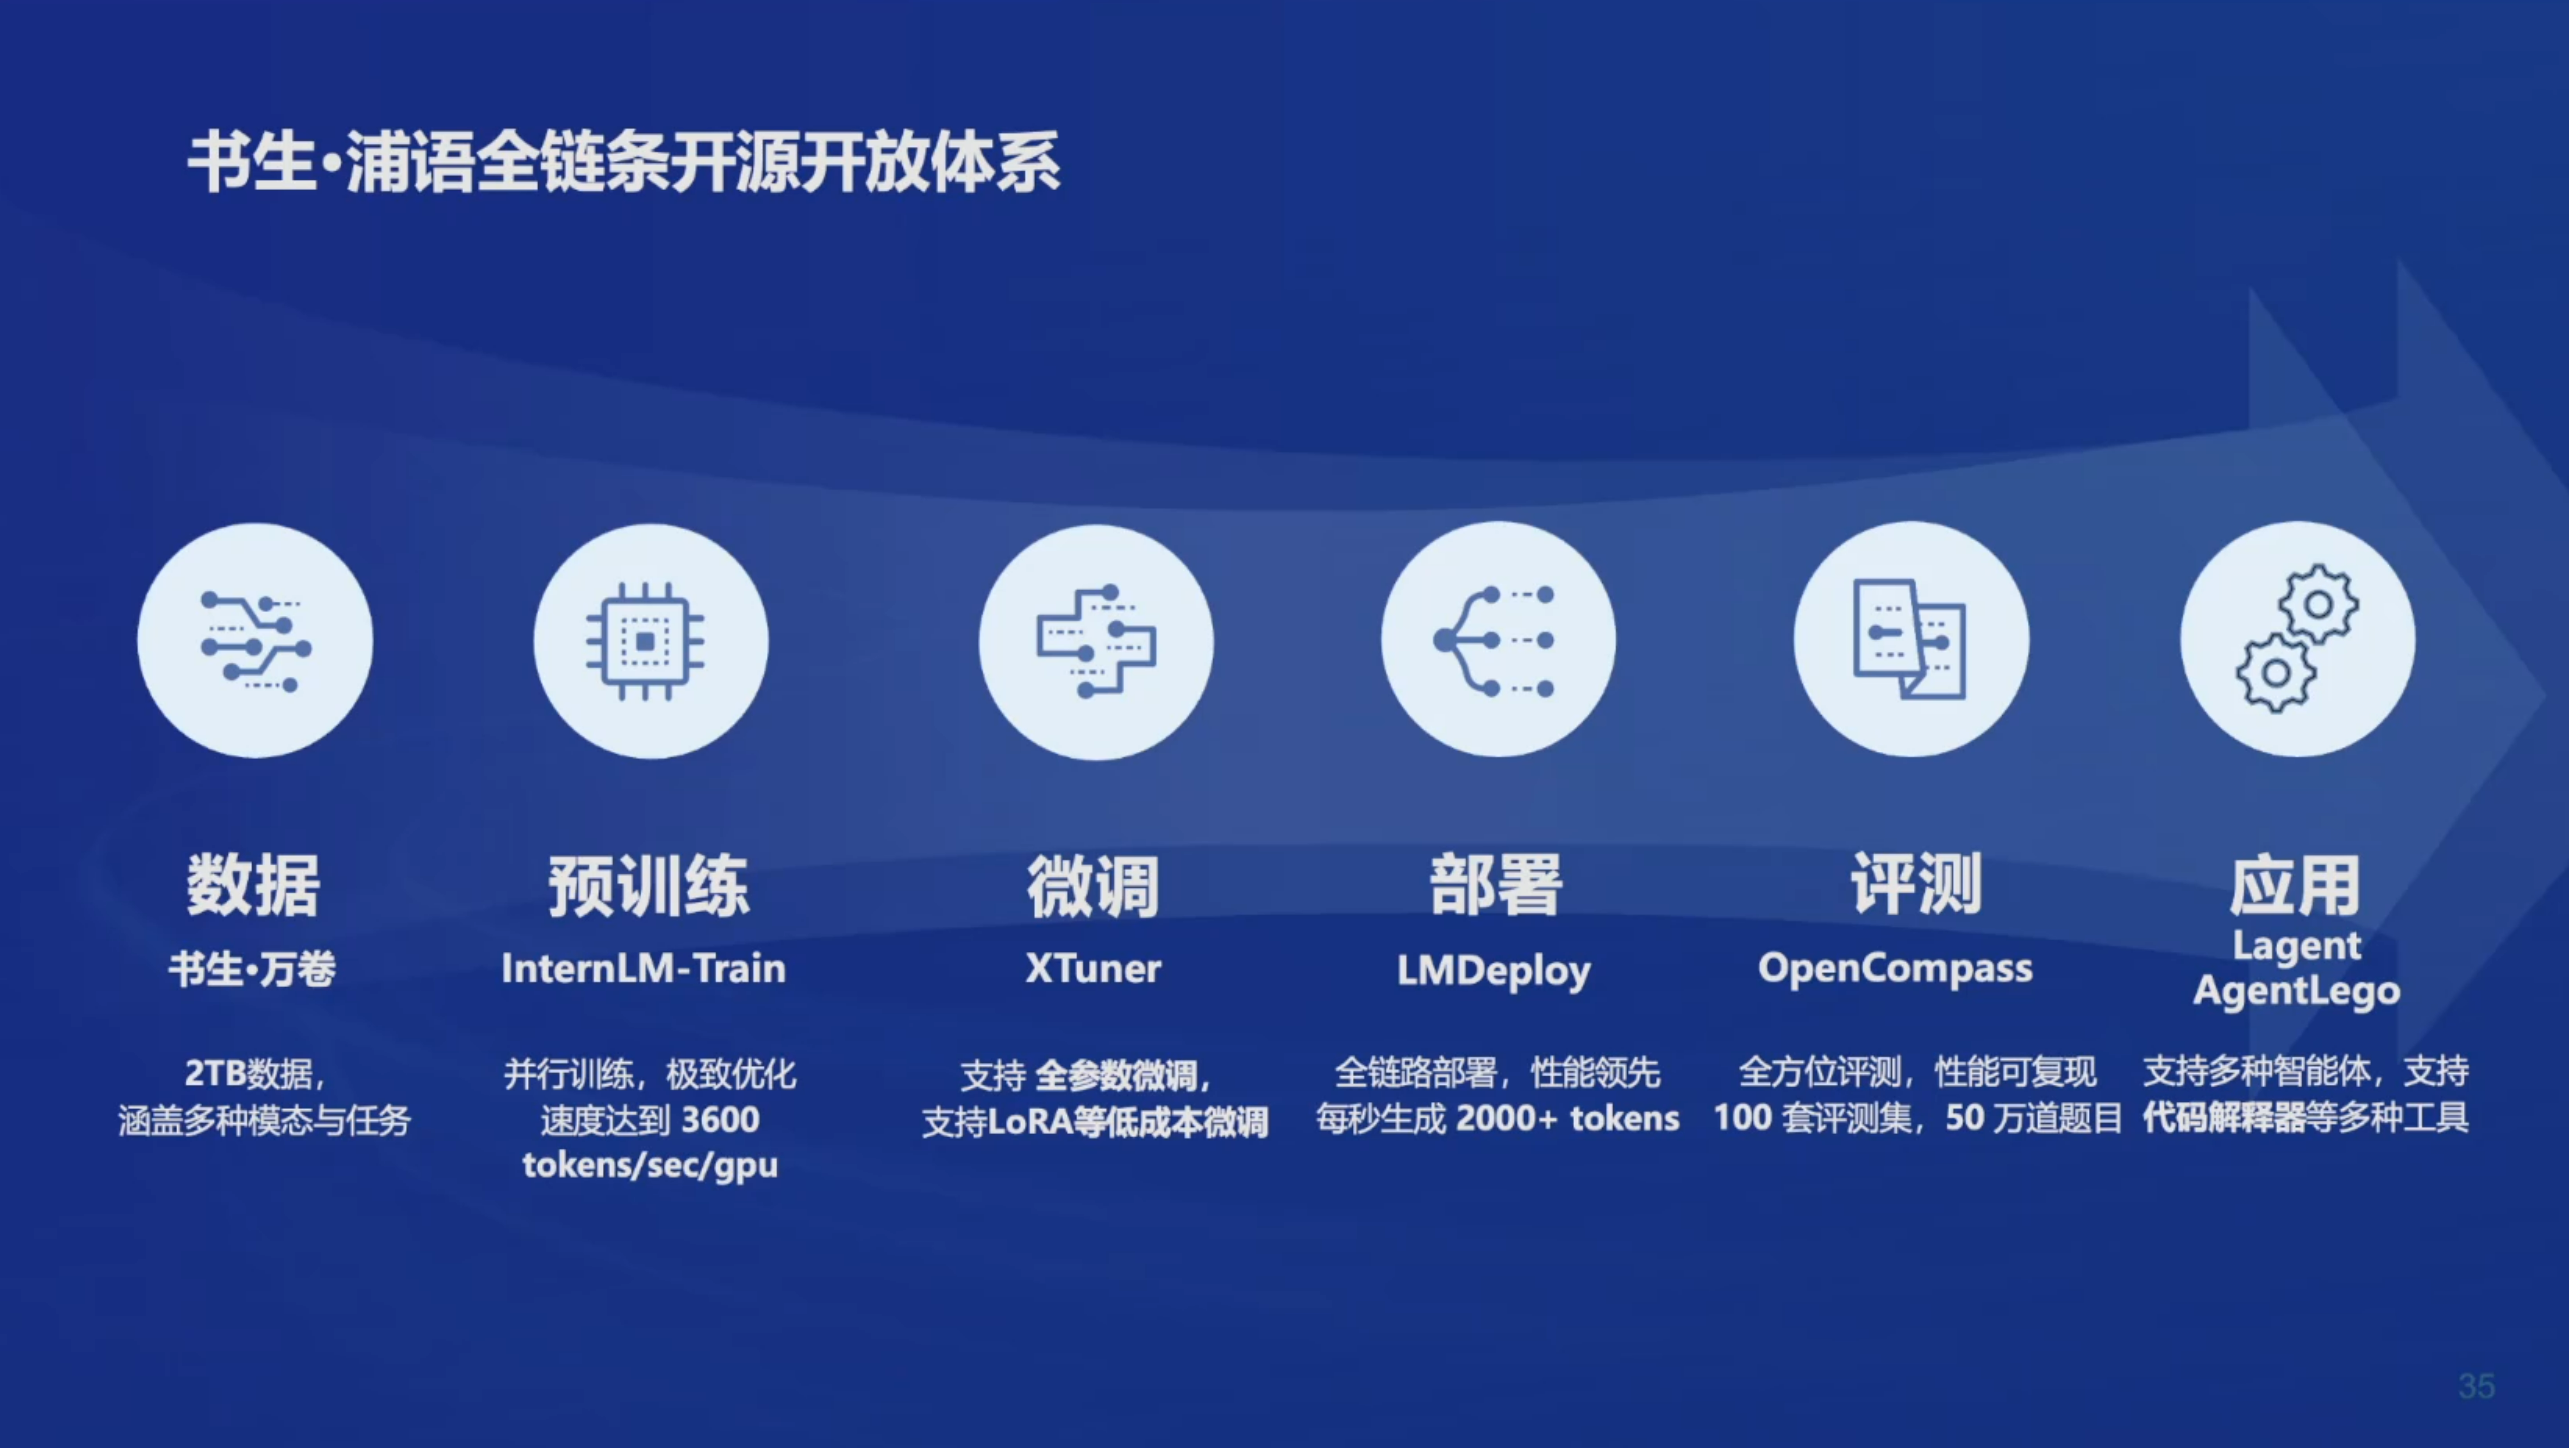 书生•浦语全链条开源开放体系
数据
书生•万卷
2TB数据，
涵盖多种模态与任务
预训练
InternLM-Train
并行训练，极致优化
速度达到 3600
tokens/sec/gpu
微调
XTuner
支持 全参数微调，
支持LoRA等低成本微调
部署
LMDeploy
全链路部署，性能领先
每秒生成 2000+ tokens
评测
OpenCompass
全方位评测，性能可复现
100 套评测集，50 万道题目
应用
Lagent
AgentLego
支持多种智能体，支持
代码解释器等多种工具
35